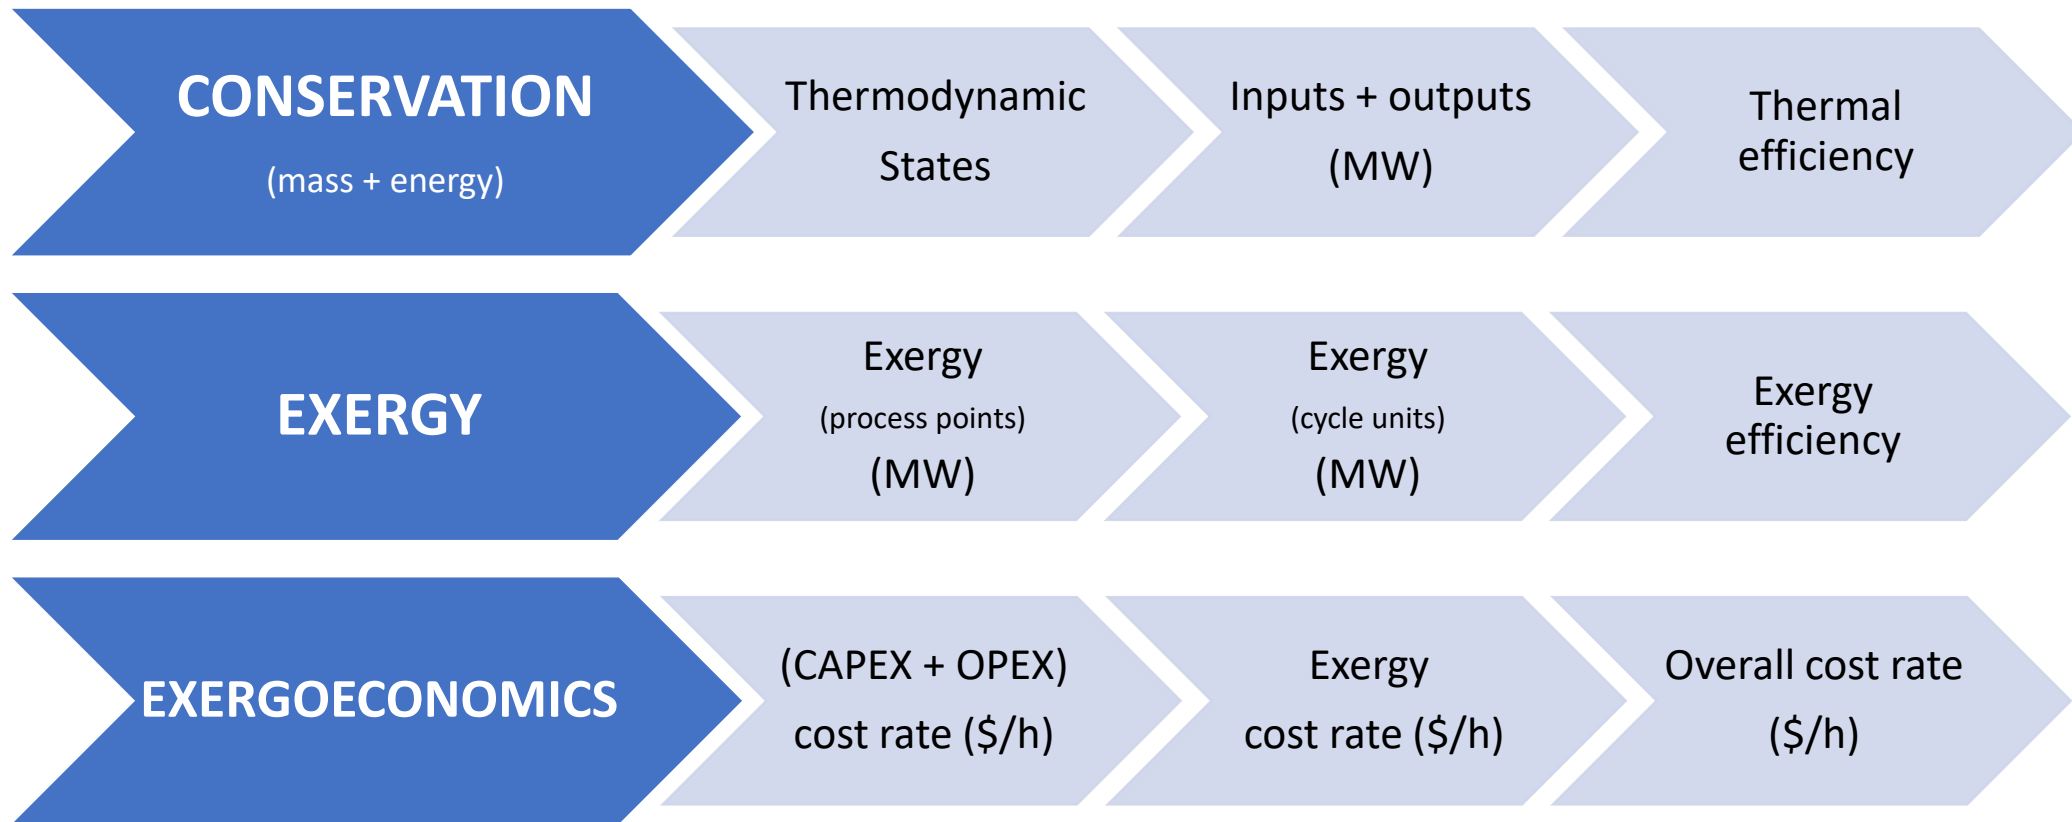 CONSERVATION
(mass + energy)
Thermodynamic
States
Inputs + outputs
(MW)
Thermal
efficiency
EXERGY
Exergy
(process points)
(MW)
Exergy
(cycle units)
(MW)
Exergy
efficiency
EXERGOECONOMICS
(CAPEX + OPEX)
cost rate ($/h)
Exergy
cost rate ($/h)
Overall cost rate
($/h)